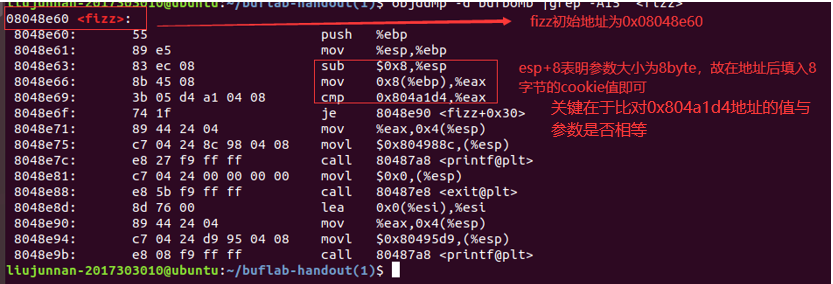 liujunnan-2017303010@ubuntu:~/buflab-handout(1)$ objdump -d bufbomb |grep -A15 "<fizz>"
08048e60 <fizz>:
fizz初始地址为0x08048e60
8048e60: 55 push %ebp
8048e61: 89 e5 mov %esp,%ebp
8048e63: 83 ec 08 sub $0x8,%esp
8048e66: 8b 45 08 mov 0x8(%ebp),%eax
8048e69: 3b 05 d4 a1 04 08 cmp 0x804a1d4,%eax
esp+8表明参数大小为8byte，故在地址后填入8
字节的cookie值即可
关键在于比对0x804a1d4地址的值与
参数是否相等
8048e6f: 74 1f je 8048e90 <fizz+0x30>
8048e71: 89 44 24 04 mov %eax,0x4(%esp)
8048e75: c7 04 24 8c 98 04 08 movl $0x804988c,(%esp)
8048e7c: e8 27 f9 ff ff call 80487a8 <printf@plt>
8048e81: c7 04 24 00 00 00 00 movl $0x0,(%esp)
8048e88: e8 5b f9 ff ff call 80487e8 <exit@plt>
8048e8d: 8d 76 00 lea 0x0(%esi),%esi
8048e90: 89 44 24 04 mov %eax,0x4(%esp)
8048e94: c7 04 24 d9 95 04 08 movl $0x80495d9,(%esp)
8048e9b: e8 08 f9 ff ff call 80487a8 <printf@plt>
liujunnan-2017303010@ubuntu:~/buflab-handout(1)$